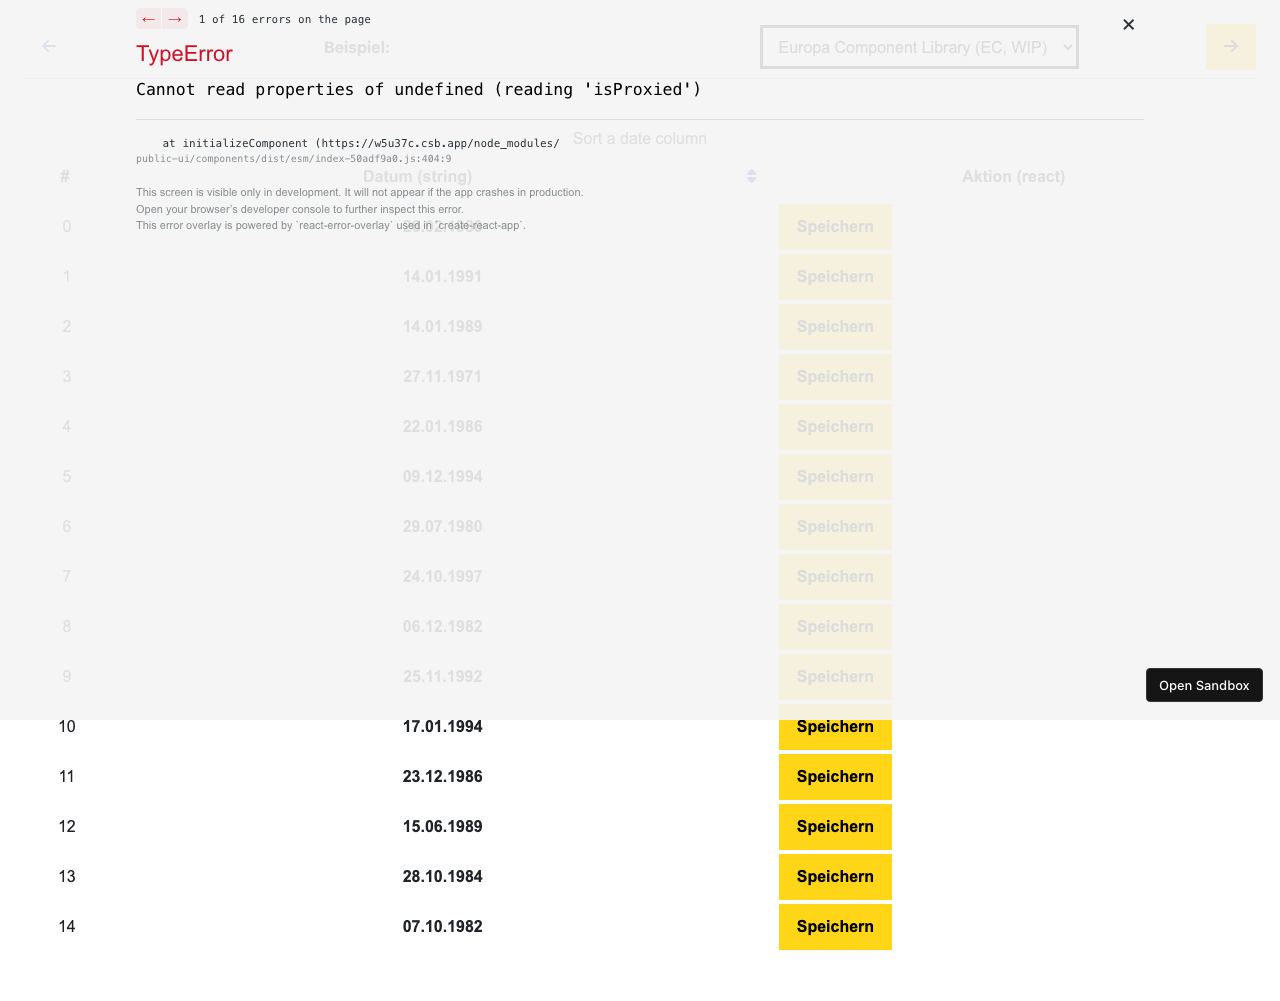 ← → 1 of 16 errors on the page
TypeError
Cannot read properties of undefined (reading 'isProxied')
at initializeComponent (https://w5u37c.csb.app/node_modules/
public-ui/components/dist/esm/index-50adf9a0.js:404:9
This screen is visible only in development. It will not appear if the app crashes in production.
Open your browser’s developer console to further inspect this error.
This error overlay is powered by `react-error-overlay` used in `create-react-app`.
Beispiel:
Europa Component Library (EC, WIP)
Sort a date column
# Datum (string) Aktion (react)
0 Speichern
1 14.01.1991 Speichern
2 14.01.1989 Speichern
3 27.11.1971 Speichern
4 22.01.1986 Speichern
5 09.12.1994 Speichern
6 29.07.1980 Speichern
7 24.10.1997 Speichern
8 06.12.1982 Speichern
9 25.11.1992 Speichern
Open Sandbox
10 17.01.1994 Speichern
11 23.12.1986 Speichern
12 15.06.1989 Speichern
13 28.10.1984 Speichern
14 07.10.1982 Speichern